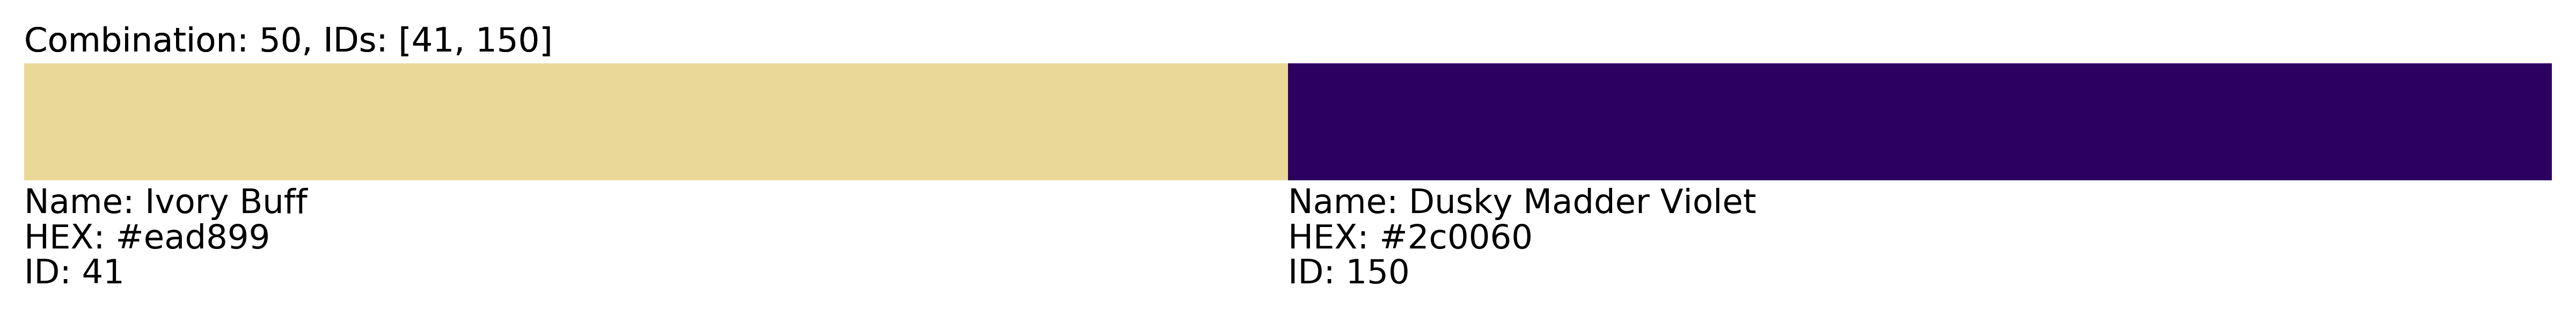 Combination: 50, IDs: [41, 150]
Name: Ivory Buff
HEX: #ead899
ID: 41
Name: Dusky Madder Violet
HEX: #2c0060
ID: 150